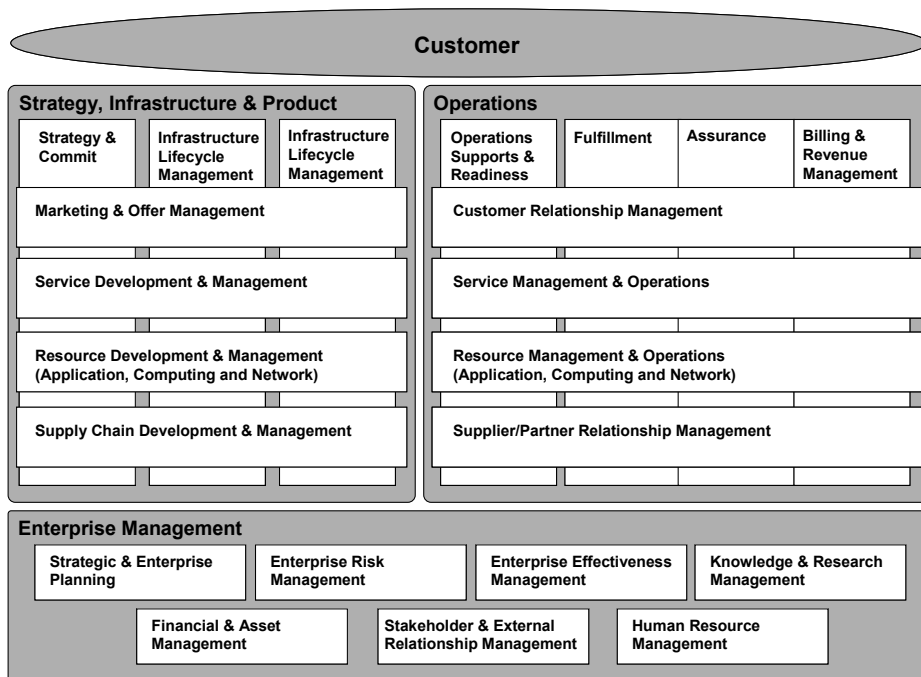 Customer
Strategy, Infrastructure & Product
Strategy &
Commit
Infrastructure
Lifecycle
Management
Infrastructure
Lifecycle
Management
Marketing & Offer Management
Service Development & Management
Resource Development & Management
(Application, Computing and Network)
Supply Chain Development & Management
Operations
Operations
Supports &
Readiness
Fulfillment
Assurance
Billing &
Revenue
Management
Customer Relationship Management
Service Management & Operations
Resource Management & Operations
(Application, Computing and Network)
Supplier/Partner Relationship Management
Enterprise Management
Strategic & Enterprise
Planning
Enterprise Risk
Management
Enterprise Effectiveness
Management
Knowledge & Research
Management
Financial & Asset
Management
Stakeholder & External
Relationship Management
Human Resource
Management